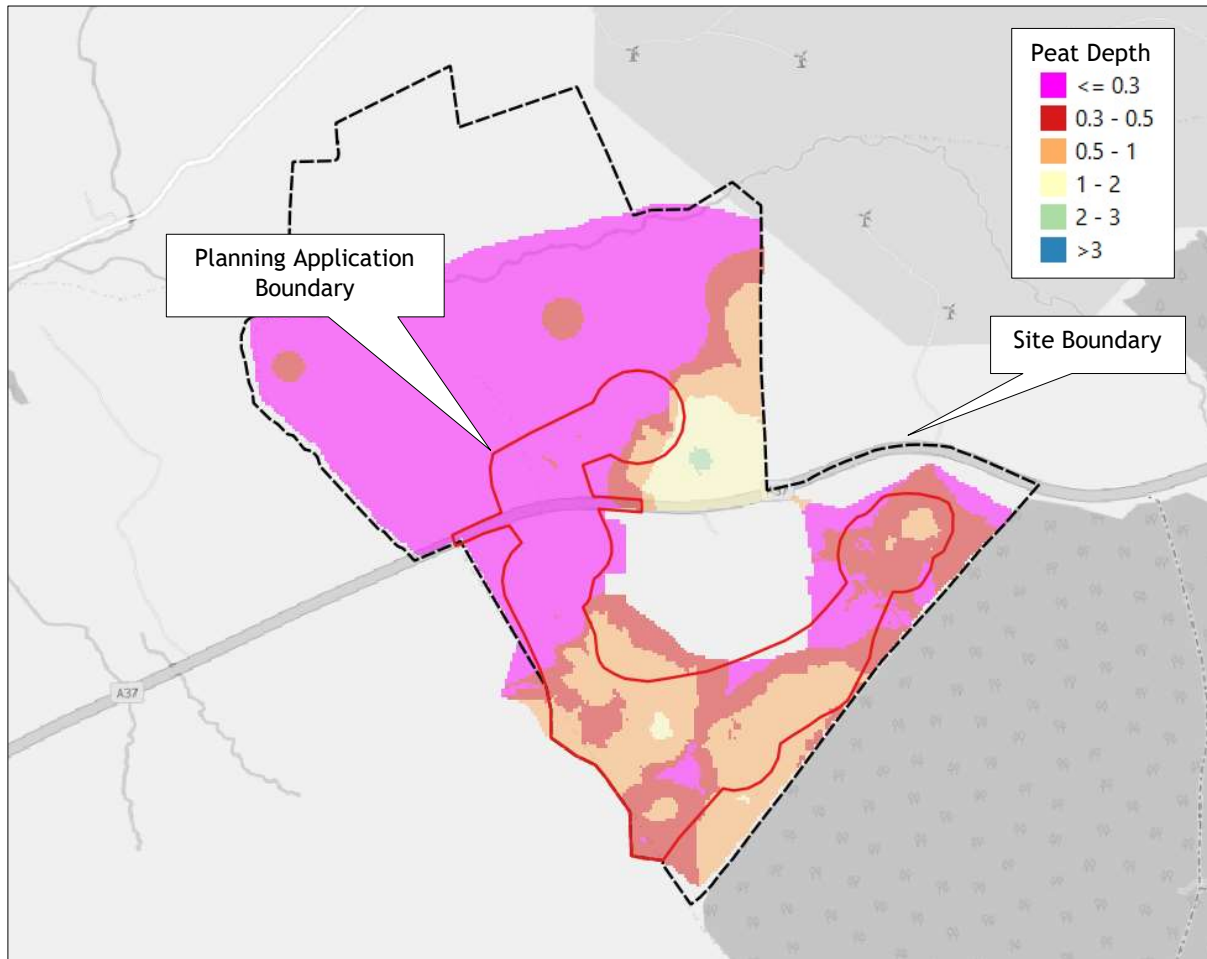 Peat Depth
<= 0.3
0.3 - 0.5
0.5 - 1
1 - 2
2 - 3
>3
Planning Application
Boundary
Site Boundary
A37